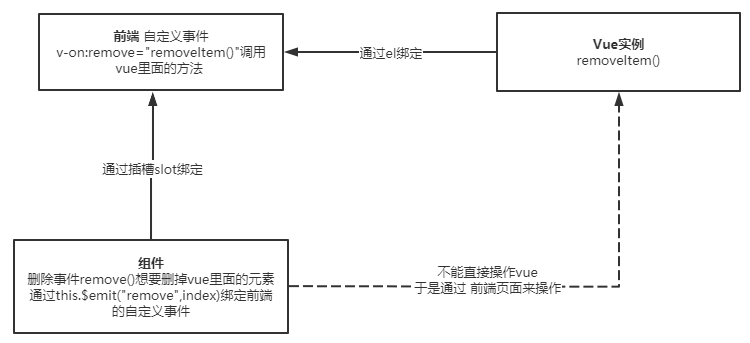 前端 自定义事件
v-on:remove="removeItem()"调用
vue里面的方法
通过el绑定
Vue实例
removeItem()
通过插槽slot绑定
组件
删除事件remove()想要删掉vue里面的元素
通过this.$emit("remove",index)绑定前端
的自定义事件
不能直接操作vue
于是通过 前端页面来操作